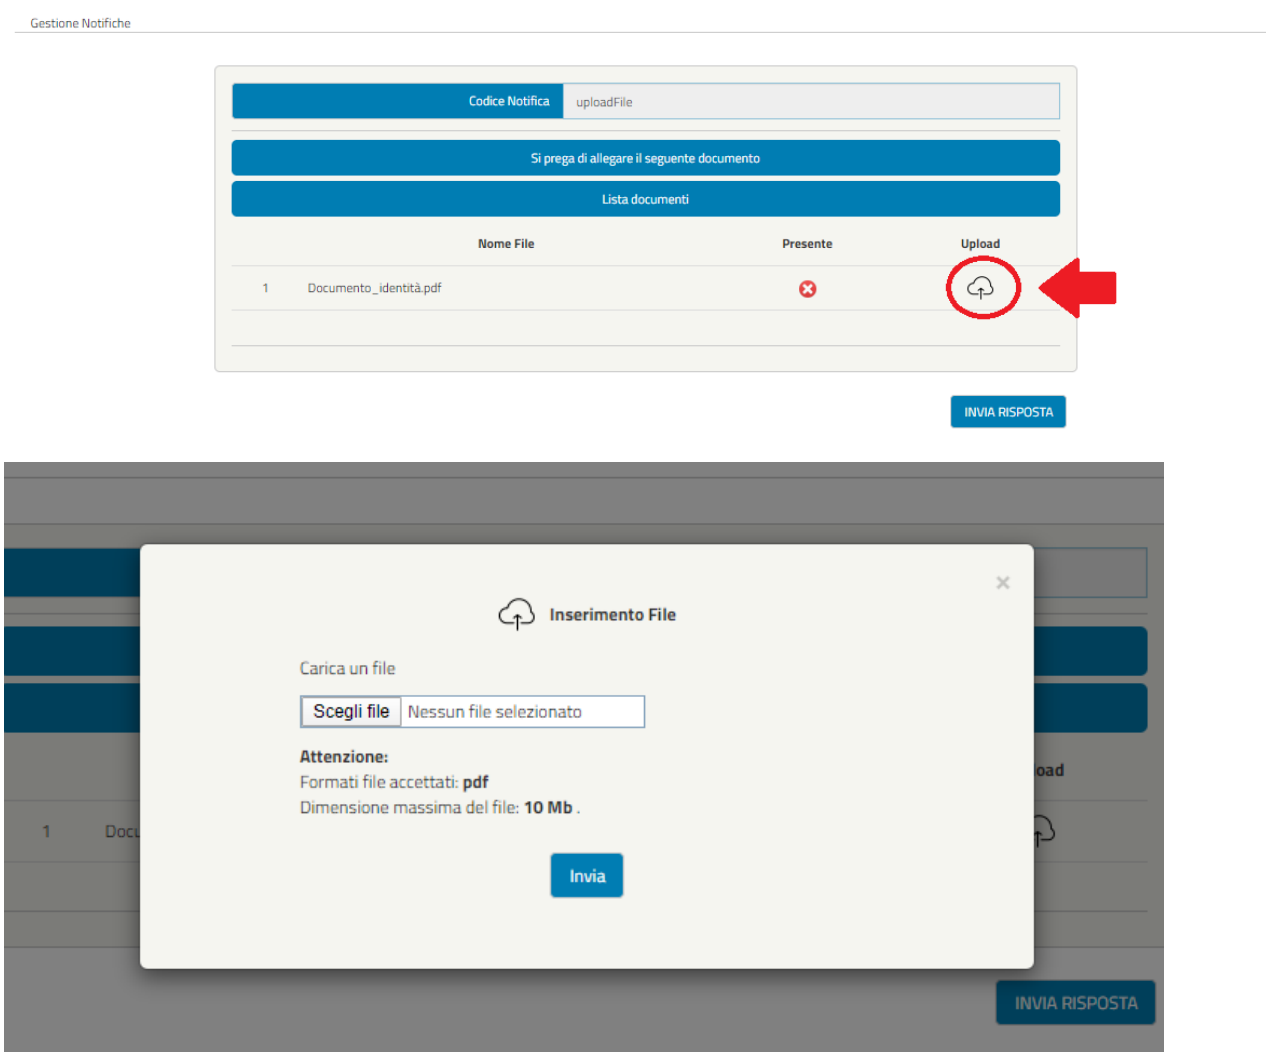 Gestione Notifiche
Codice Notifica uploadFile
Si prega di allegare il seguente documento
Lista documenti
Nome File Presente Upload
1 Documento_identità.pdf
INVIA RISPOSTA
Inserimento File
Carica un file
Scegli file Nessun file selezionato
Attenzione:
Formati file accettati: pdf
oad
Dimensione massima del file: 10 Mb .
1 Docu
Invia
INVIA RISPOSTA